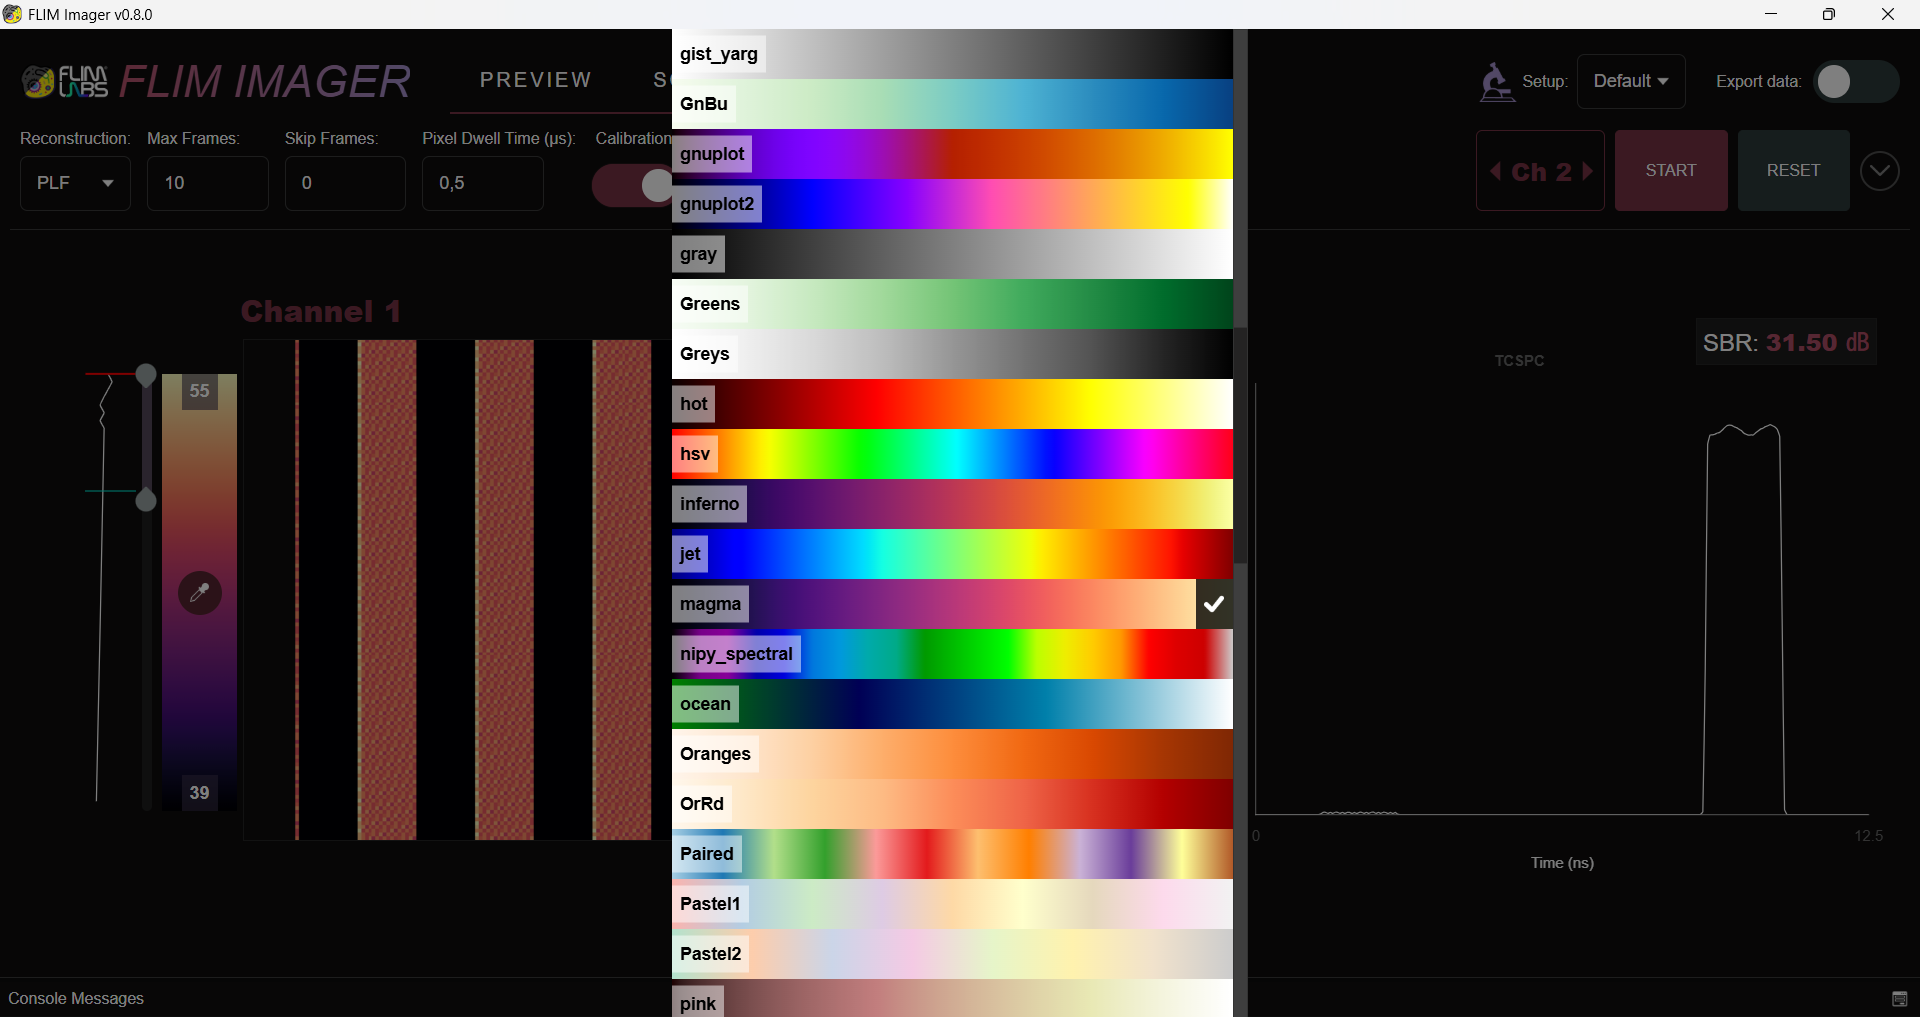 FLIM Imager v0.8.0
FLIM LABS FLIM IMAGER
PREVIEW
Setup: Default
Export data:
Reconstruction: Max Frames: Skip Frames: Pixel Dwell Time (µs): Calibration
PLF 10 0 0,5
Ch 2 START RESET
Channel 1
55
39
gist_yarg
GnBu
gnuplot
gnuplot2
gray
Greens
Greys
hot
hsv
inferno
jet
magma
nipy_spectral
ocean
Oranges
OrRd
Paired
Pastel1
Pastel2
pink
SBR: 31.50 dB
TCSPC
0 12.5
Time (ns)
Console Messages